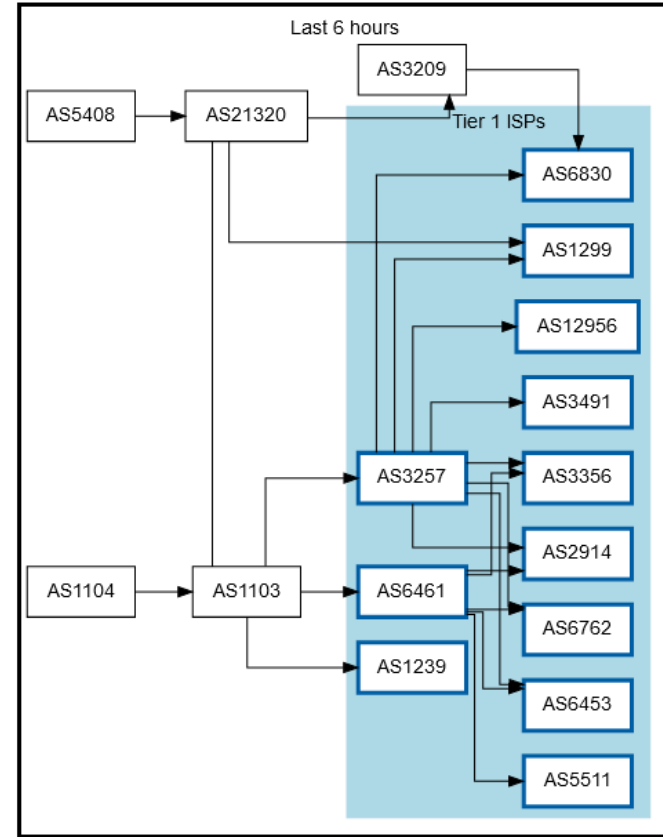 Last 6 hours
AS3209
AS5408
AS21320
Tier 1 ISPs
AS6830
AS1299
AS12956
AS3491
AS3257
AS3356
AS2914
AS1104
AS1103
AS6461
AS6762
AS1239
AS6453
AS5511